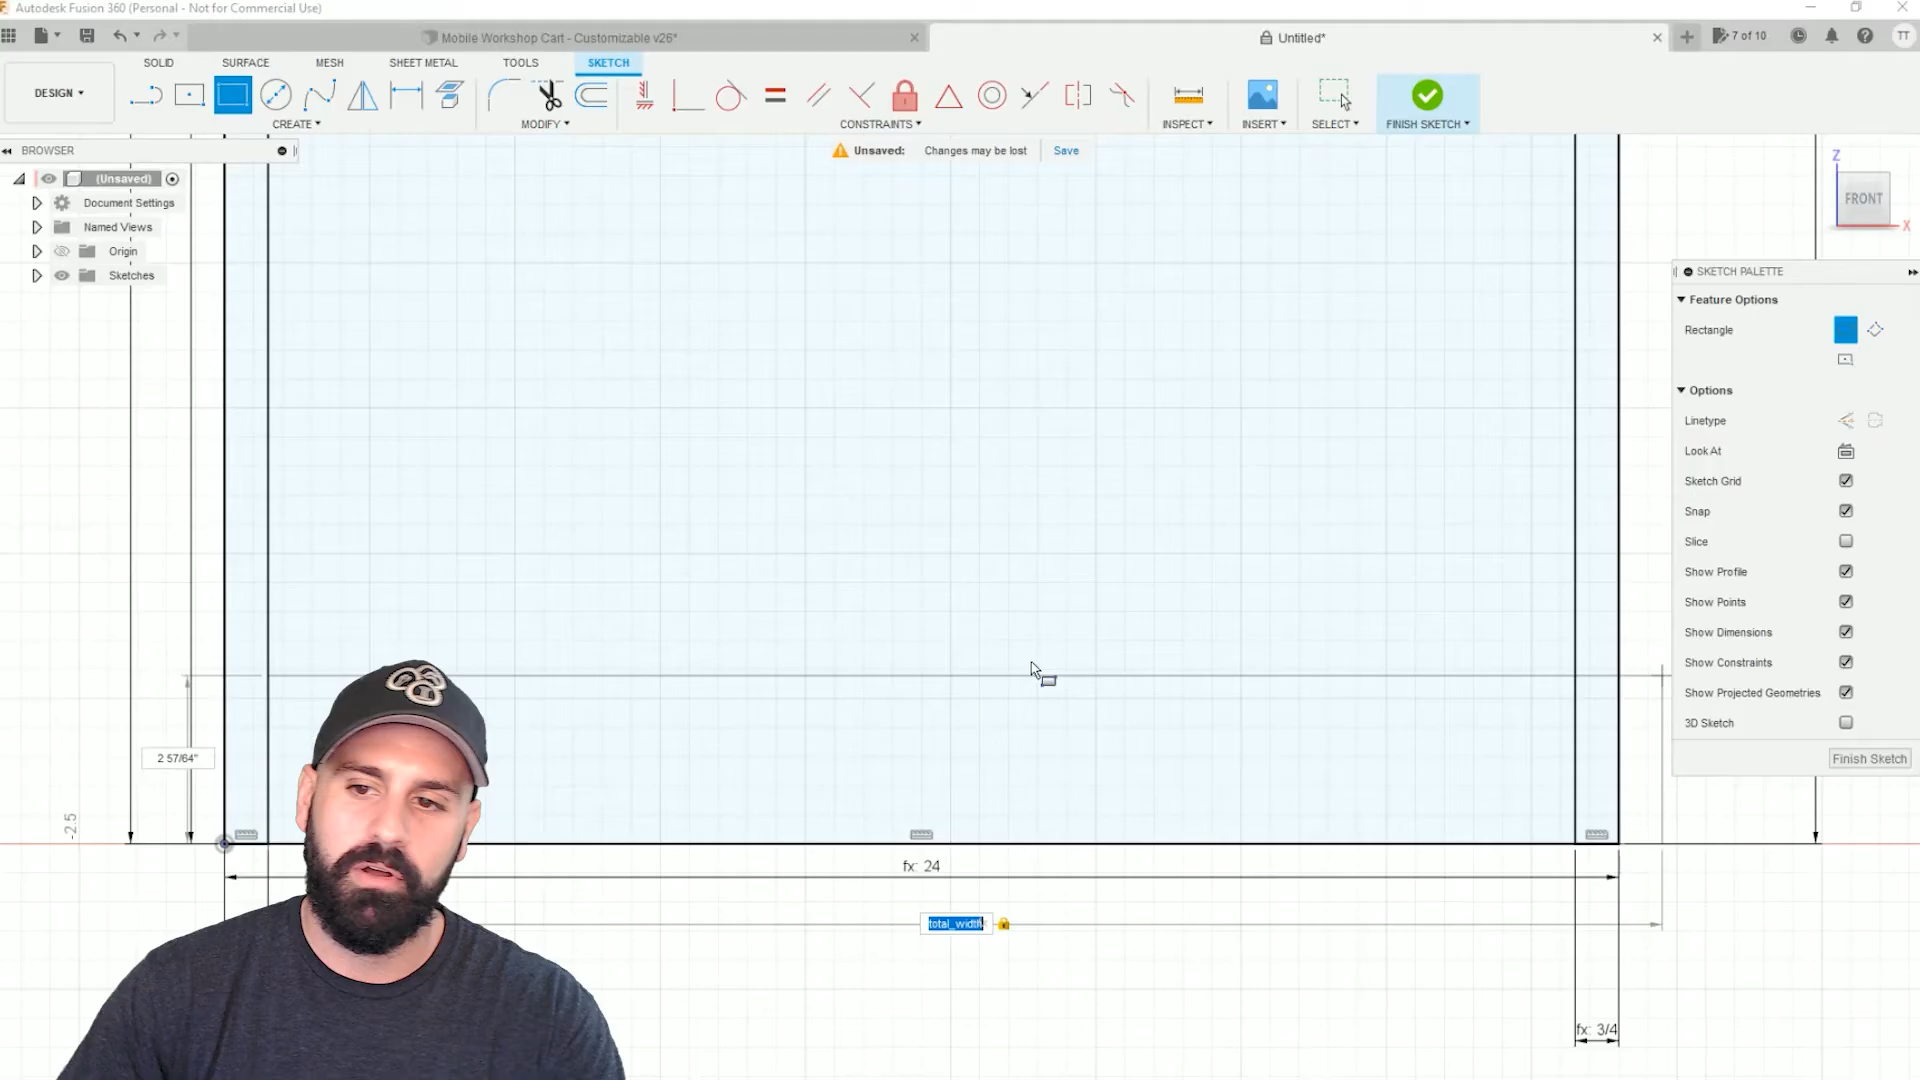 Autodesk Fusion 360 (Personal - Not for Commercial Use)
Mobile Workshop Cart - Customizable v26*
Untitled*
7 of 10
TT
SOLID
SURFACE
MESH
SHEET METAL
TOOLS
SKETCH
DESIGN
CREATE
MODIFY
CONSTRAINTS
INSPECT
INSERT
SELECT
FINISH SKETCH
BROWSER
Unsaved:
Changes may be lost
Save
(Unsaved)
Document Settings
Named Views
Origin
Sketches
Z
FRONT
X
SKETCH PALETTE
Feature Options
Rectangle
Options
Linetype
Look At
Sketch Grid
Snap
Slice
Show Profile
Show Points
Show Dimensions
Show Constraints
Show Projected Geometries
3D Sketch
Finish Sketch
2 57/64"
-2.5
fx: 24
total_width
fx: 3/4